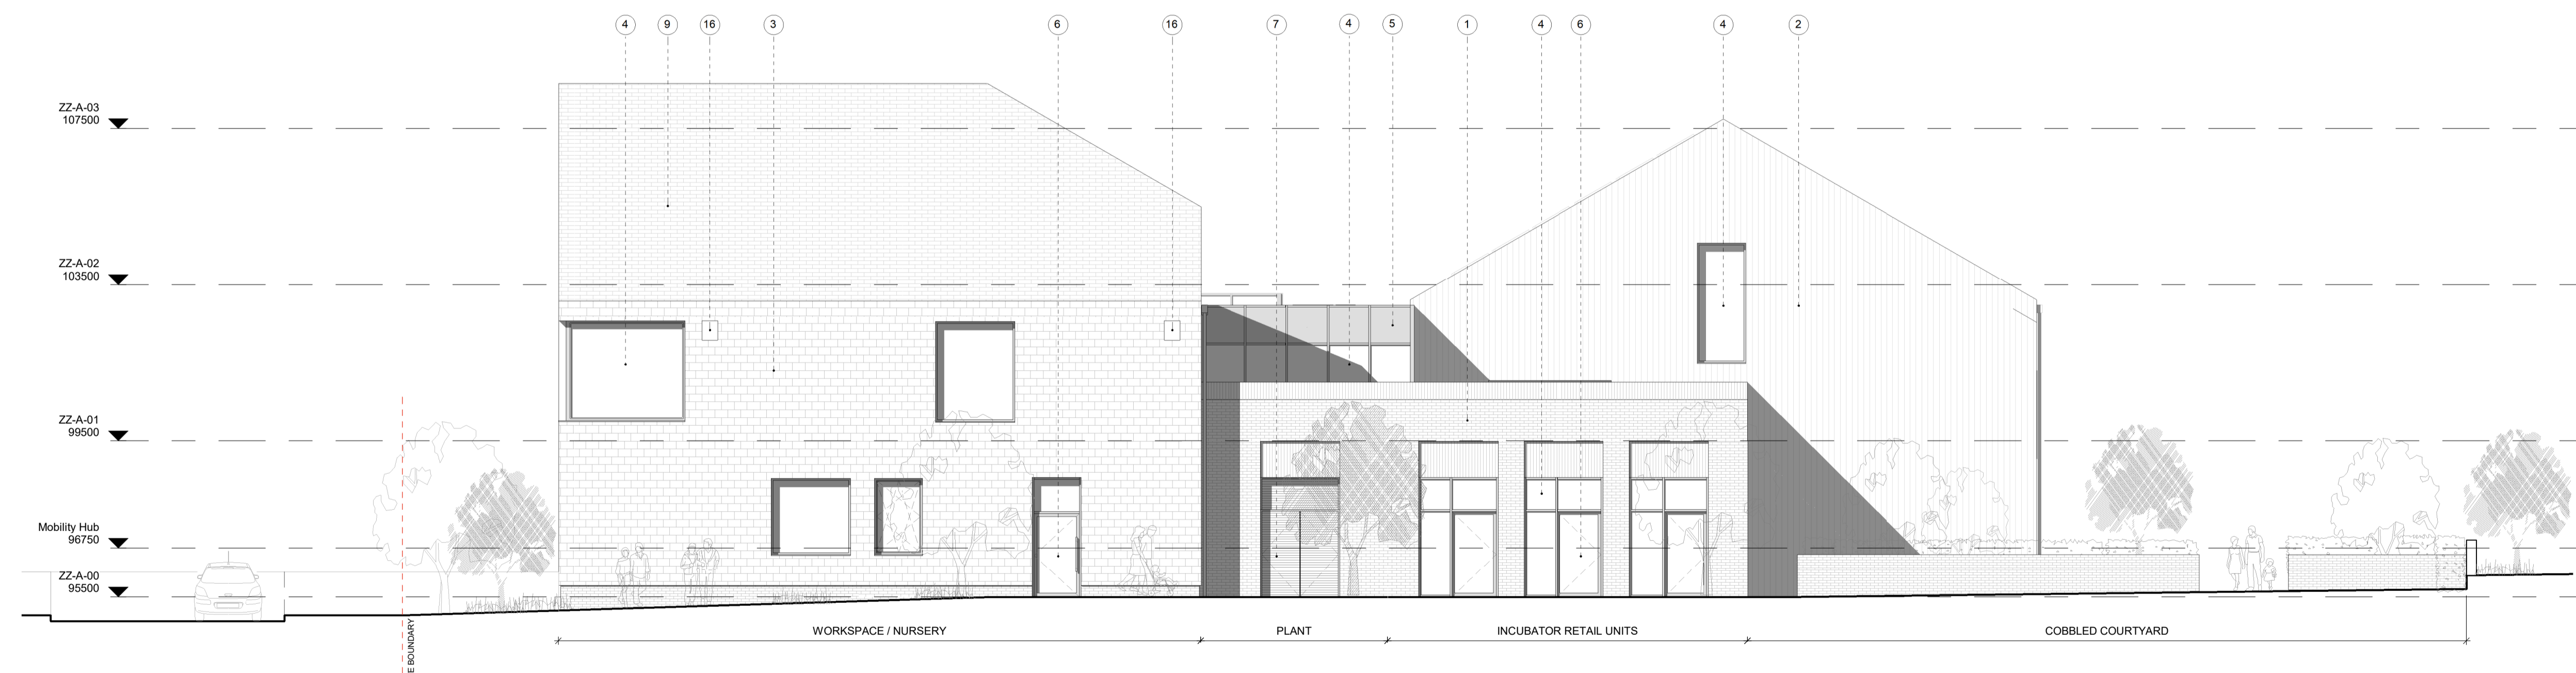 4
9
16
3
6
16
7
4
5
1
4
6
4
2
ZZ-A-03
107500
ZZ-A-02
103500
ZZ-A-01
99500
Mobility Hub
96750
ZZ-A-00
95500
E BOUNDARY
WORKSPACE / NURSERY
PLANT
INCUBATOR RETAIL UNITS
COBBLED COURTYARD